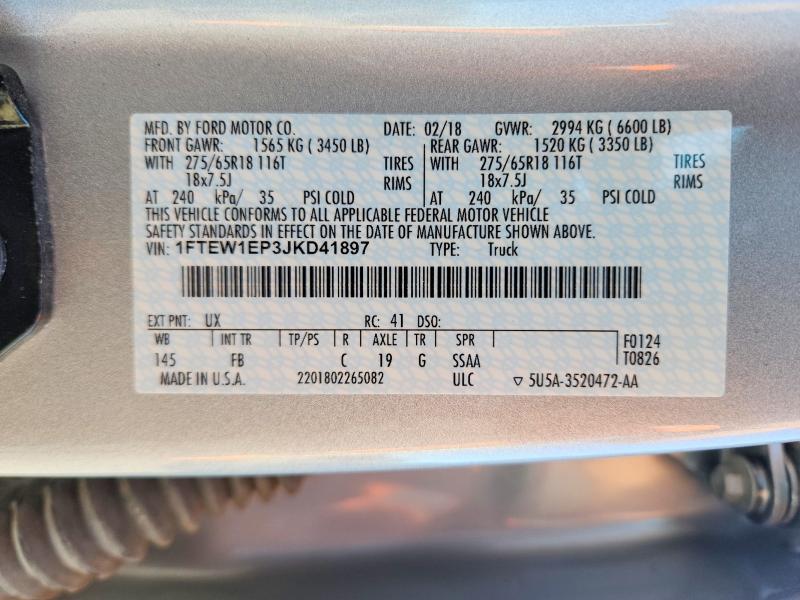 MFD. BY FORD MOTOR CO. DATE: 02/18 GVWR: 2994 KG ( 6600 LB)
FRONT GAWR: 1565 KG ( 3450 LB) REAR GAWR: 1520 KG ( 3350 LB)
WITH 275/65R18 116T TIRES WITH 275/65R18 116T TIRES
18x7.5J RIMS 18x7.5J RIMS
AT 240 kPa/ 35 PSI COLD AT 240 kPa/ 35 PSI COLD
THIS VEHICLE CONFORMS TO ALL APPLICABLE FEDERAL MOTOR VEHICLE
SAFETY STANDARDS IN EFFECT ON THE DATE OF MANUFACTURE SHOWN ABOVE.
VIN: 1FTEW1EP3JKD41897 TYPE: Truck
EXT PNT: UX RC: 41 DSO:
WB INT TR TP/PS R AXLE TR SPR F0124
145 FB C 19 G SSAA T0826
MADE IN U.S.A. 2201802265082 ULC ▽ 5U5A-3520472-AA